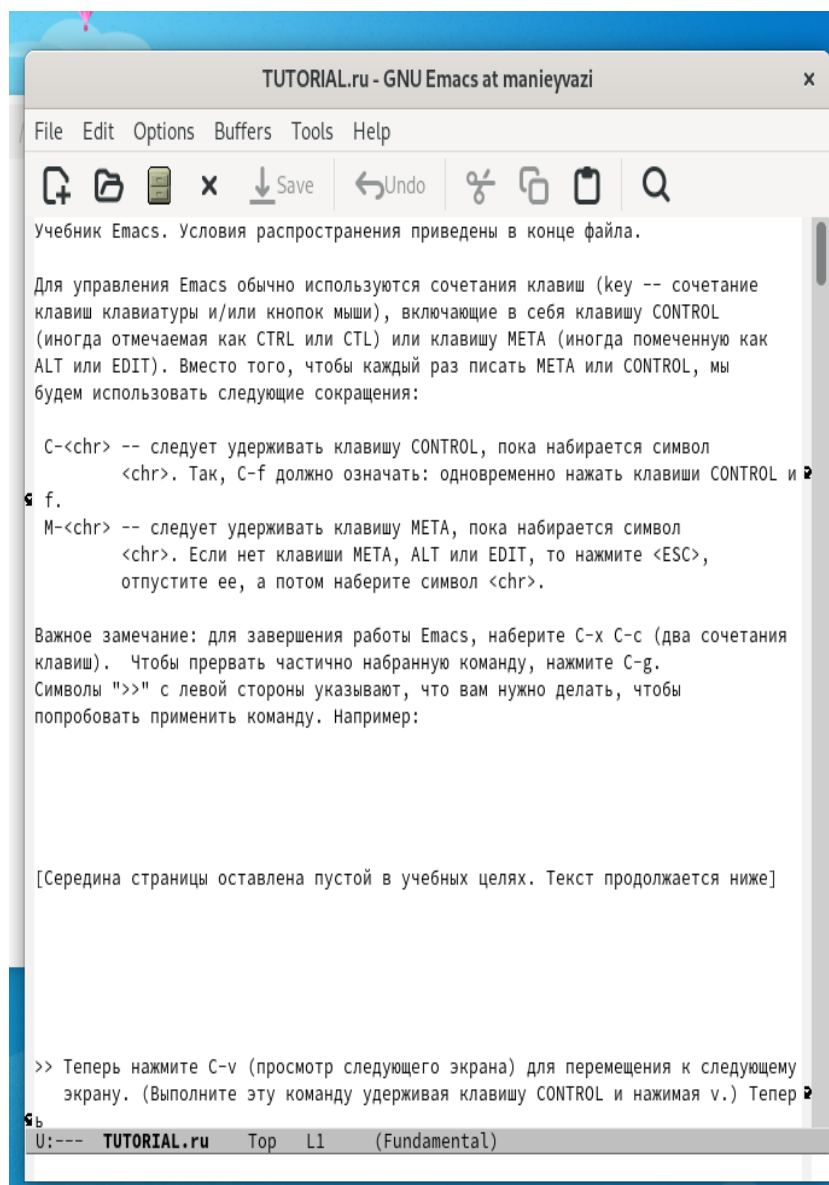 TUTORIAL.ru - GNU Emacs at manieyvazi x
File Edit Options Buffers Tools Help
Save Undo
Учебник Emacs. Условия распространения приведены в конце файла.
Для управления Emacs обычно используются сочетания клавиш (key -- сочетание
клавиш клавиатуры и/или кнопок мыши), включающие в себя клавишу CONTROL
(иногда отмечаемая как CTRL или CTL) или клавишу META (иногда помеченную как
ALT или EDIT). Вместо того, чтобы каждый раз писать META или CONTROL, мы
будем использовать следующие сокращения:
C-<chr> -- следует удерживать клавишу CONTROL, пока набирается символ
<chr>. Так, C-f должно означать: одновременно нажать клавиши CONTROL и
f.
M-<chr> -- следует удерживать клавишу META, пока набирается символ
<chr>. Если нет клавиши META, ALT или EDIT, то нажмите <ESC>,
отпустите ее, а потом наберите символ <chr>.
Важное замечание: для завершения работы Emacs, наберите C-x C-c (два сочетания
клавиш).  Чтобы прервать частично набранную команду, нажмите C-g.
Символы ">>" с левой стороны указывают, что вам нужно делать, чтобы
попробовать применить команду. Например:
[Середина страницы оставлена пустой в учебных целях. Текст продолжается ниже]
>> Теперь нажмите C-v (просмотр следующего экрана) для перемещения к следующему
экрану. (Выполните эту команду удерживая клавишу CONTROL и нажимая v.) Тепер
ь
U:--- TUTORIAL.ru Top L1 (Fundamental)